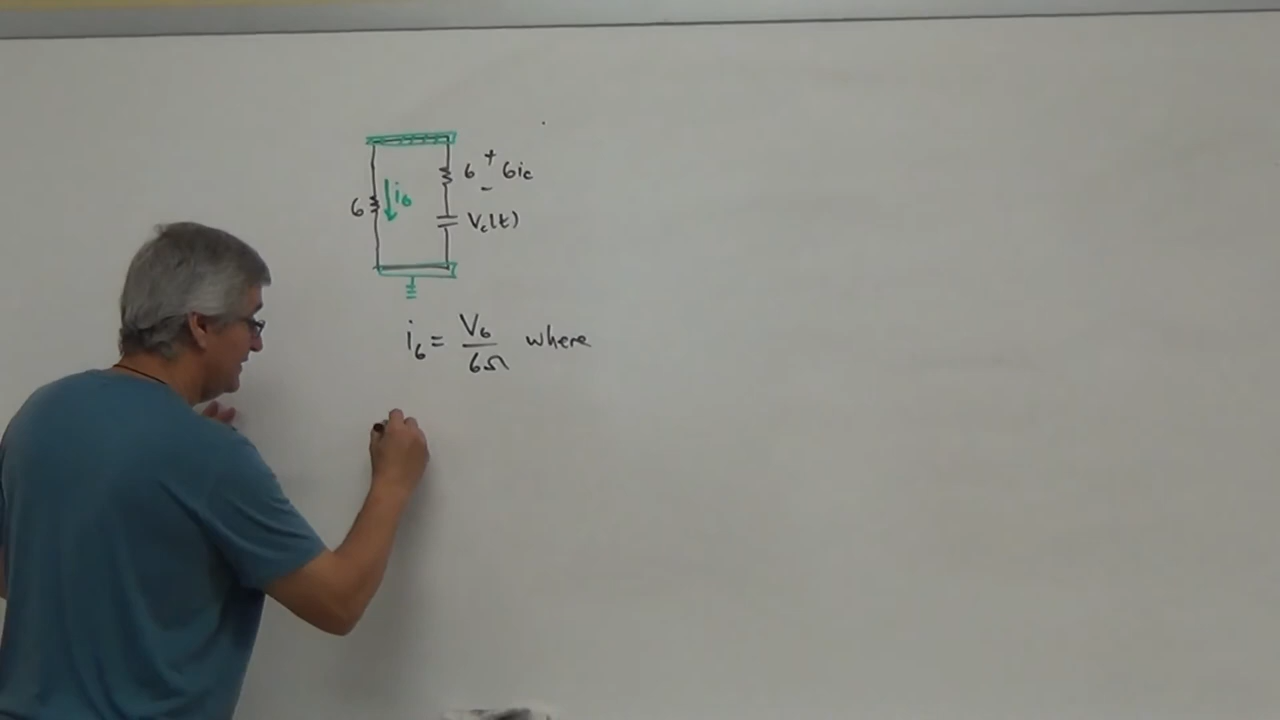 +
6 6ic
-
6 i6
Vc(t)
i6 = V6 / 6Ω where